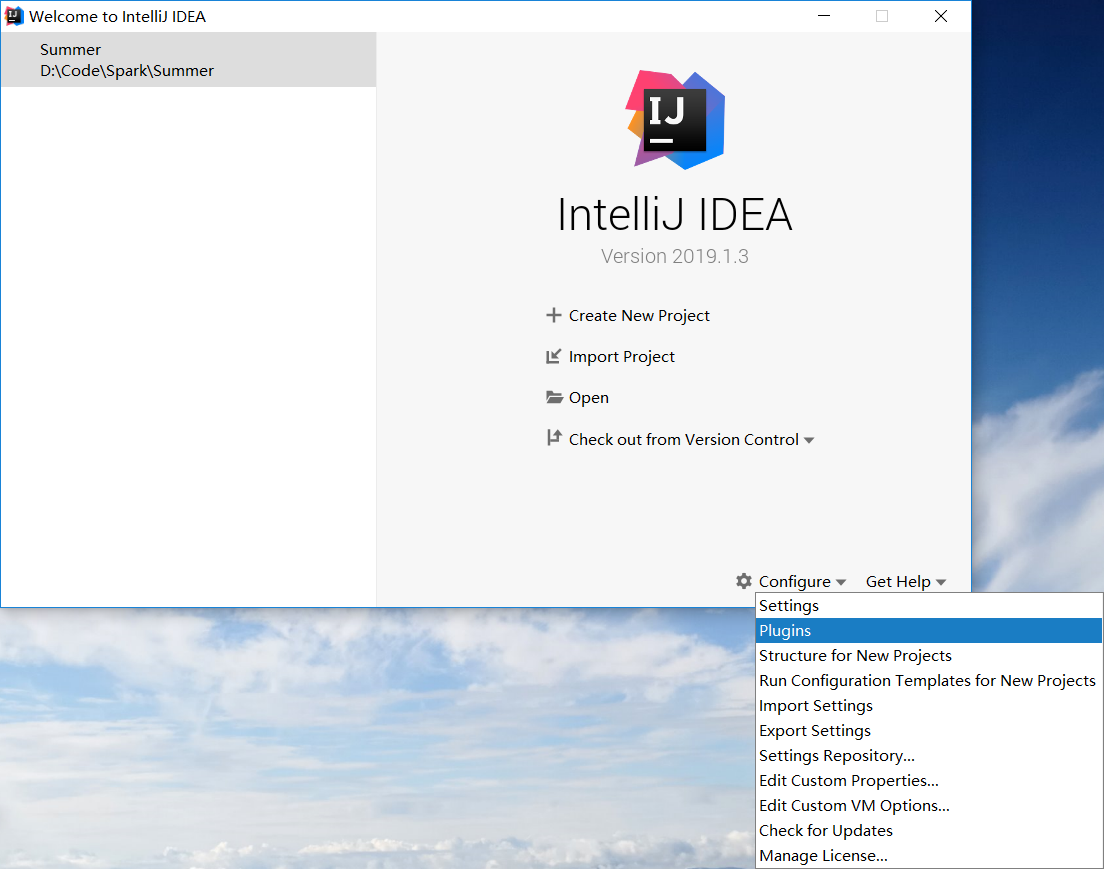 Welcome to IntelliJ IDEA
Summer
D:\Code\Spark\Summer
IJ
IntelliJ IDEA
Version 2019.1.3
Create New Project
Import Project
Open
Check out from Version Control
Configure
Get Help
Settings
Plugins
Structure for New Projects
Run Configuration Templates for New Projects
Import Settings
Export Settings
Settings Repository...
Edit Custom Properties...
Edit Custom VM Options...
Check for Updates
Manage License...